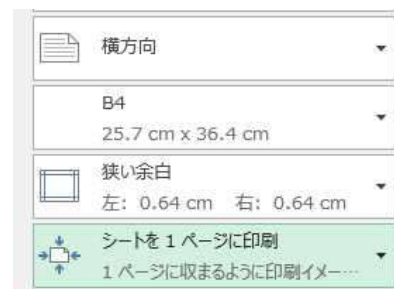 横方向
B4
25.7 cm x 36.4 cm
狭い余白
左: 0.64 cm 右: 0.64 cm
シートを 1 ページに印刷
1 ページに収まるように印刷イメー…